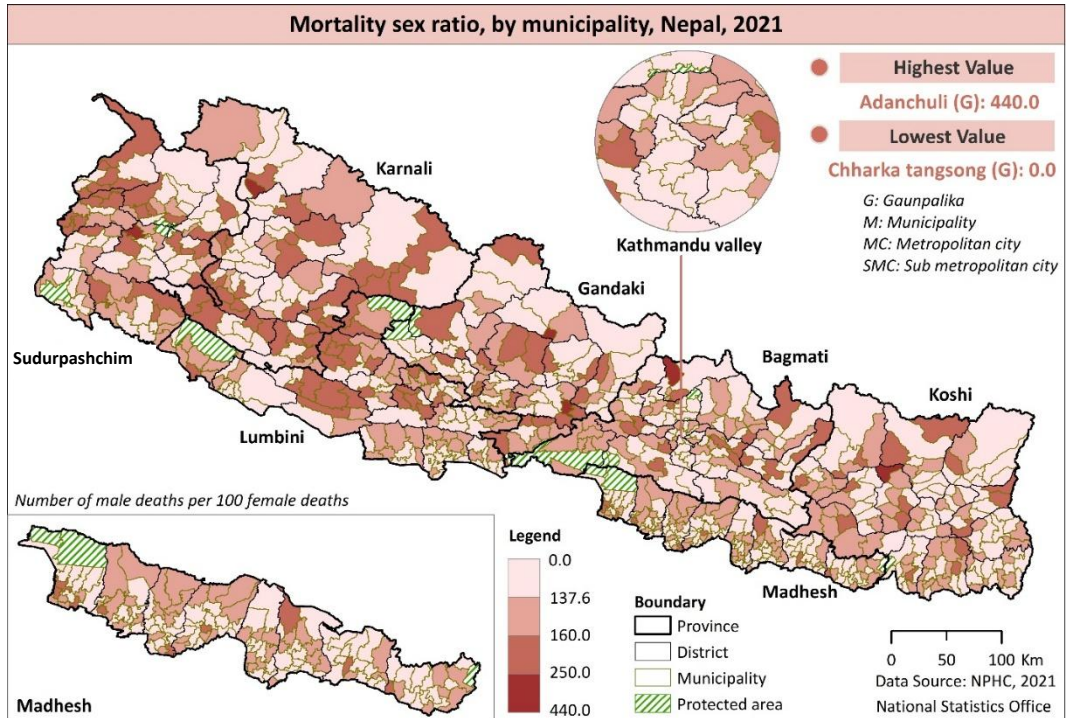 Mortality sex ratio, by municipality, Nepal, 2021
Highest Value
Adanchuli (G): 440.0
Lowest Value
Chharka tangsong (G): 0.0
G: Gaunpalika
M: Municipality
MC: Metropolitan city
SMC: Sub metropolitan city
Karnali
Kathmandu valley
Gandaki
Sudurpashchim
Bagmati
Koshi
Lumbini
Number of male deaths per 100 female deaths
Madhesh
Madhesh
Legend
0.0
137.6
160.0
250.0
440.0
Boundary
Province
District
Municipality
Protected area
0 50 100 Km
Data Source: NPHC, 2021
National Statistics Office